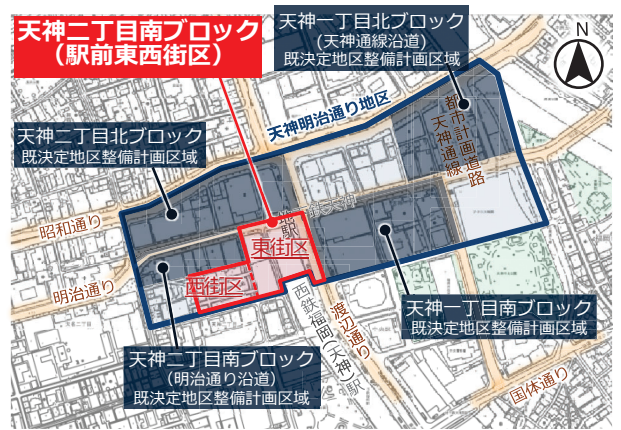 天神二丁目南ブロック
(駅前東西街区)
天神一丁目北ブロック
(天神通線沿道)
既決定地区整備計画区域
N
天神明治通り地区
都市計画道路
天神通線
天神二丁目北ブロック
既決定地区整備計画区域
昭和通り
明治通り
東街区
西街区
天神一丁目南ブロック
既決定地区整備計画区域
渡辺通り
西鉄福岡(天神)駅
天神二丁目南ブロック
(明治通り沿道)
既決定地区整備計画区域
国体通り